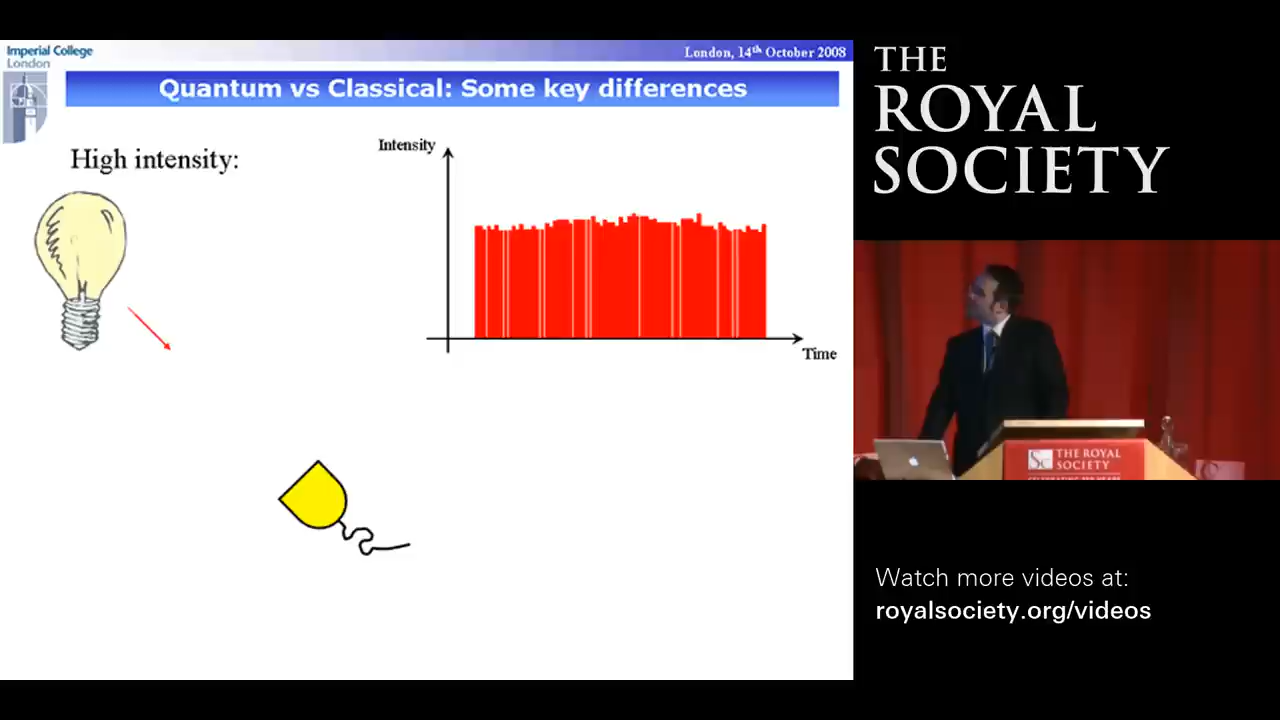 Imperial College
London
London, 14th October 2008
Quantum vs Classical: Some key differences
High intensity:
Intensity
Time
THE
ROYAL
SOCIETY
THE ROYAL
SOCIETY
Watch more videos at:
royalsociety.org/videos